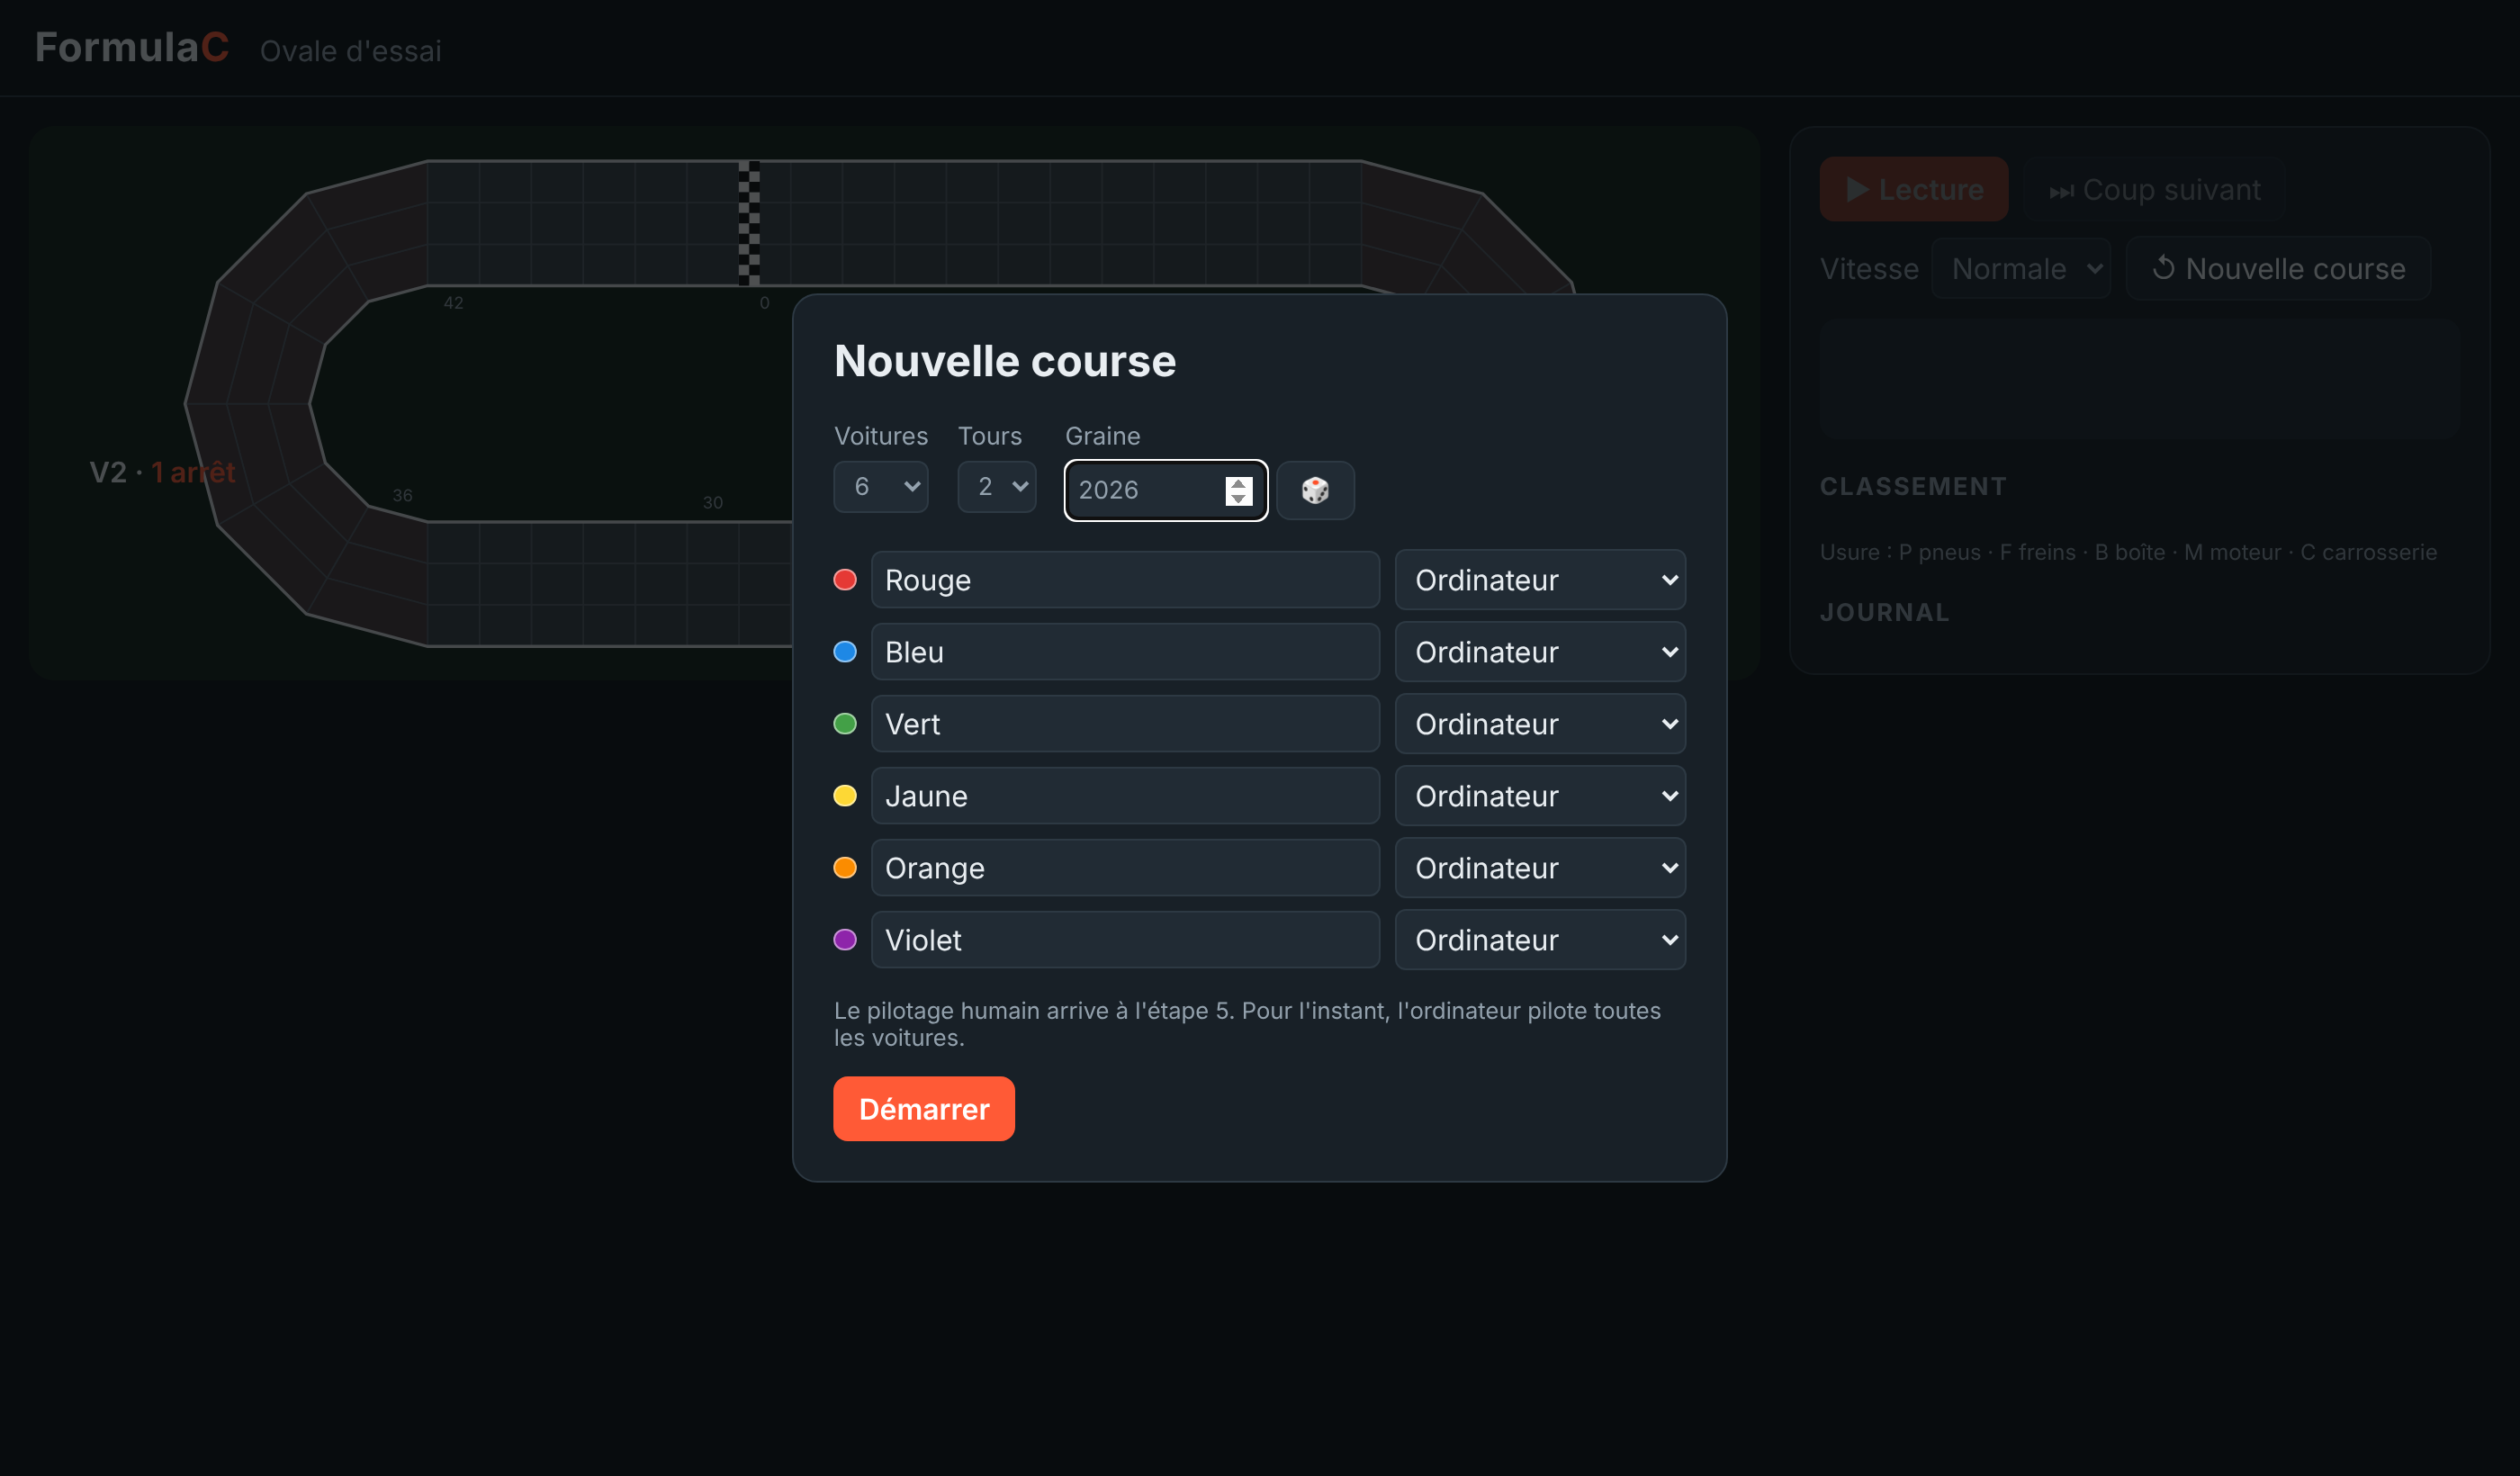 FormulaC Ovale d'essai
▶ Lecture ⏭ Coup suivant
Vitesse Normale ↺ Nouvelle course
42 0
V2 · 1 arrêt
36 30
Nouvelle course
Voitures Tours Graine
6 2 2026
Rouge Ordinateur
Bleu Ordinateur
Vert Ordinateur
Jaune Ordinateur
Orange Ordinateur
Violet Ordinateur
Le pilotage humain arrive à l'étape 5. Pour l'instant, l'ordinateur pilote toutes
les voitures.
Démarrer
CLASSEMENT
Usure : P pneus · F freins · B boîte · M moteur · C carrosserie
JOURNAL